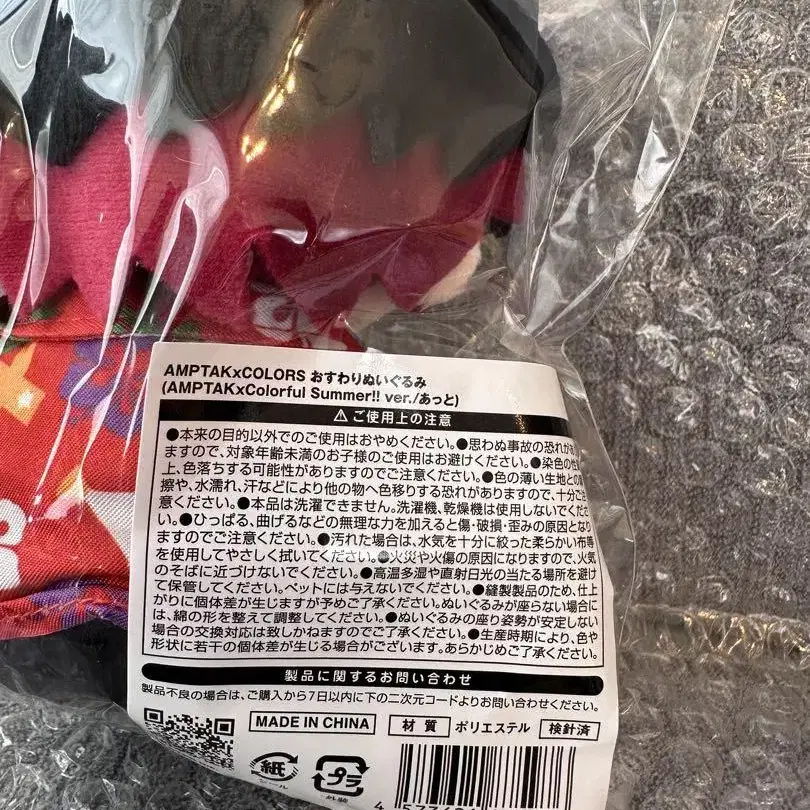 AMPTAKxCOLORS おすわりぬいぐるみ
(AMPTAKxColorful Summer!! ver./あっと)
⚠ご使用上の注意
●本来の目的以外でのご使用はおやめください。●思わぬ事故の恐れがあり
ますので、対象年齢未満のお子様のご使用はお避けください。●染色の性
上、色落ちする可能性がありますのでご注意ください。●色の薄い生地との
擦や、水濡れ、汗などにより他の物へ色移りする恐れがありますので、十分ご注
意ください。●本品は洗濯できません。洗濯機、乾燥機は使用しないでくだ
い。●ひっぱる、曲げるなどの無理な力を加えると傷・破損・歪みの原因となり
ますのでご注意ください。●汚れた場合は、水気を十分に絞った柔らかい布等
を使用してやさしく拭いてください。●火災や火傷の原因になりますので、火気
のそばに近づけないでください。●高温多湿や直射日光の当たる場所を避け
て保管してください。ペットには与えないでください。●縫製製品のため、仕上
がりに個体差が生じますが予めご了承ください。ぬいぐるみが座らない場合に
は、綿の形を整えて調整してください。●ぬいぐるみの座り姿勢が安定しない
場合の交換対応は致しかねますのでご了承ください。●生産時期により、色や
形状に若干の個体差が生じる場合がございます。あらかじめご了承ください。
製品に関するお問い合わせ
製品不良の場合は、ご購入から7日以内に下の二次元コードよりお問い合わせください。
MADE IN CHINA 材質 ポリエステル 検針済
紙 プラ
シール 外装